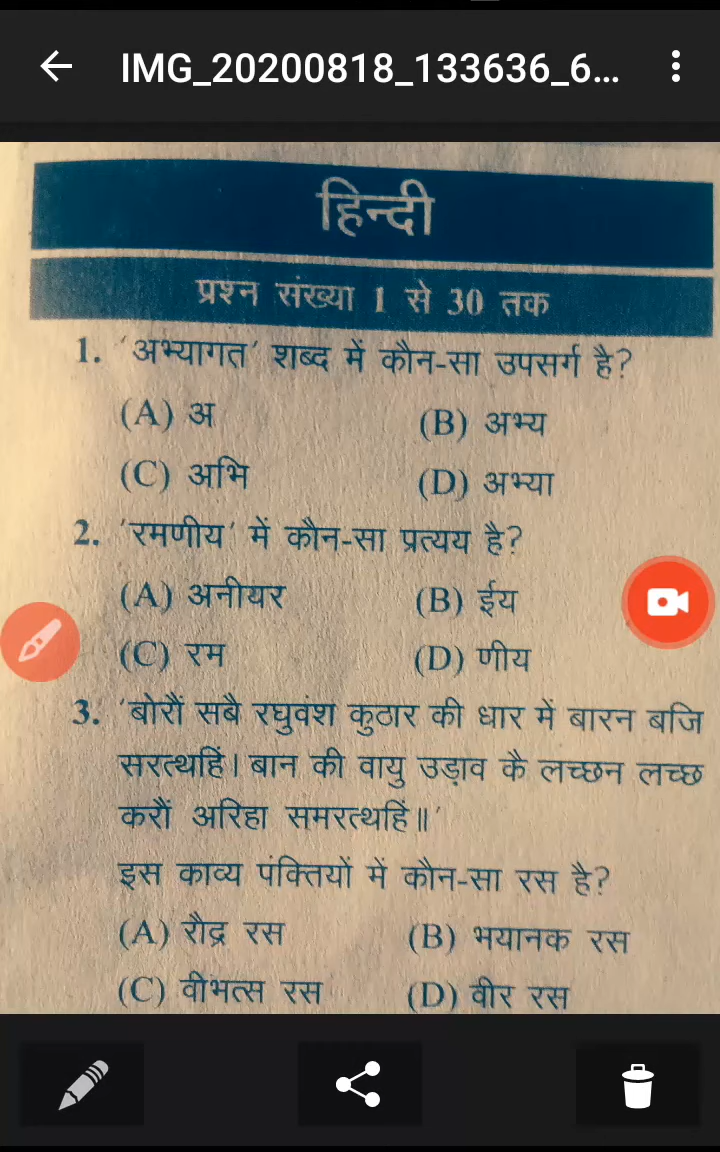 IMG_20200818_133636_6...
हिन्दी
प्रश्न संख्या 1 से 30 तक
1. 'अभ्यागत' शब्द में कौन-सा उपसर्ग है?
(A) अ (B) अभ्य
(C) अभि (D) अभ्या
2. 'रमणीय' में कौन-सा प्रत्यय है?
(A) अनीयर (B) ईय
(C) रम (D) णीय
3. 'बोरौं सबै रघुवंश कुठार की धार में बारन बजि
सरत्थहिं। बान की वायु उड़ाव कै लच्छन लच्छ
करौं अरिहा समरत्थहिं॥'
इस काव्य पंक्तियों में कौन-सा रस है?
(A) रौद्र रस (B) भयानक रस
(C) वीभत्स रस (D) वीर रस